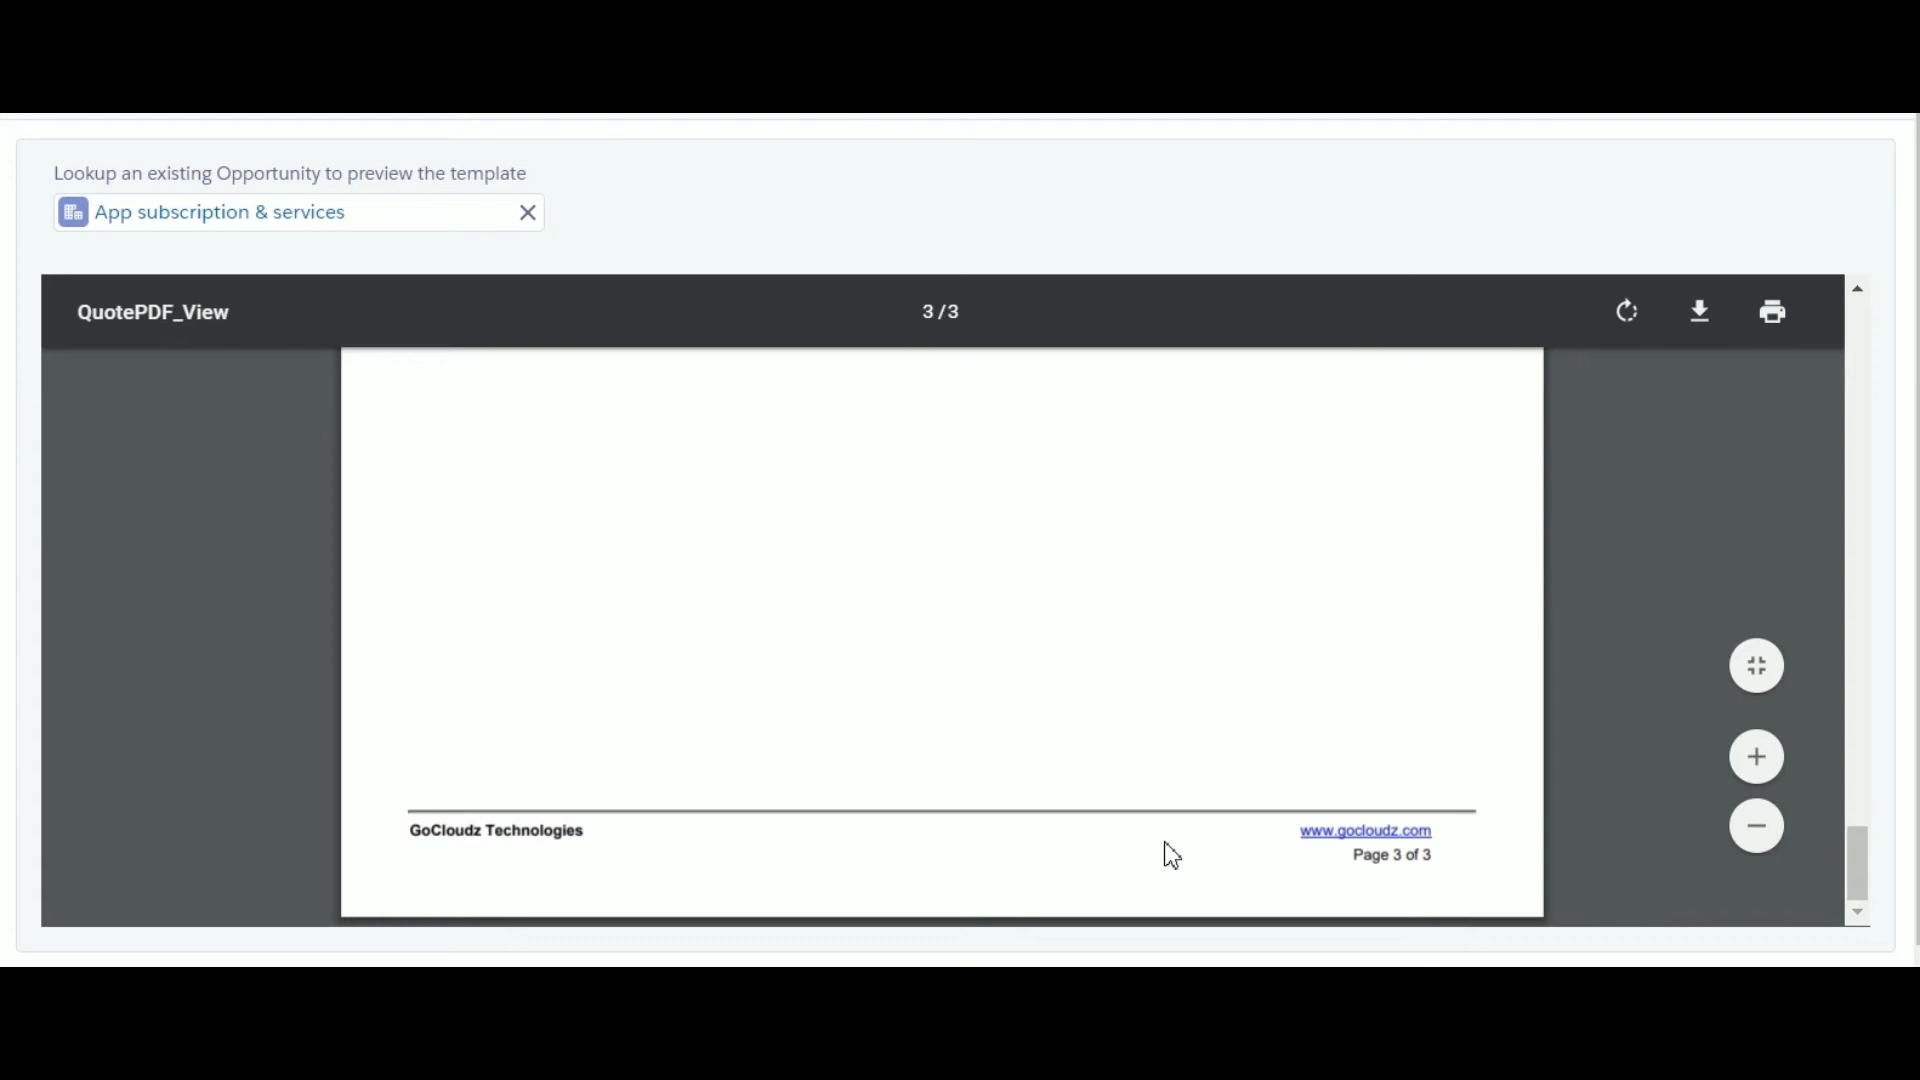 Lookup an existing Opportunity to preview the template
App subscription & services
QuotePDF_View
3 / 3
GoCloudz Technologies
www.gocloudz.com
Page 3 of 3